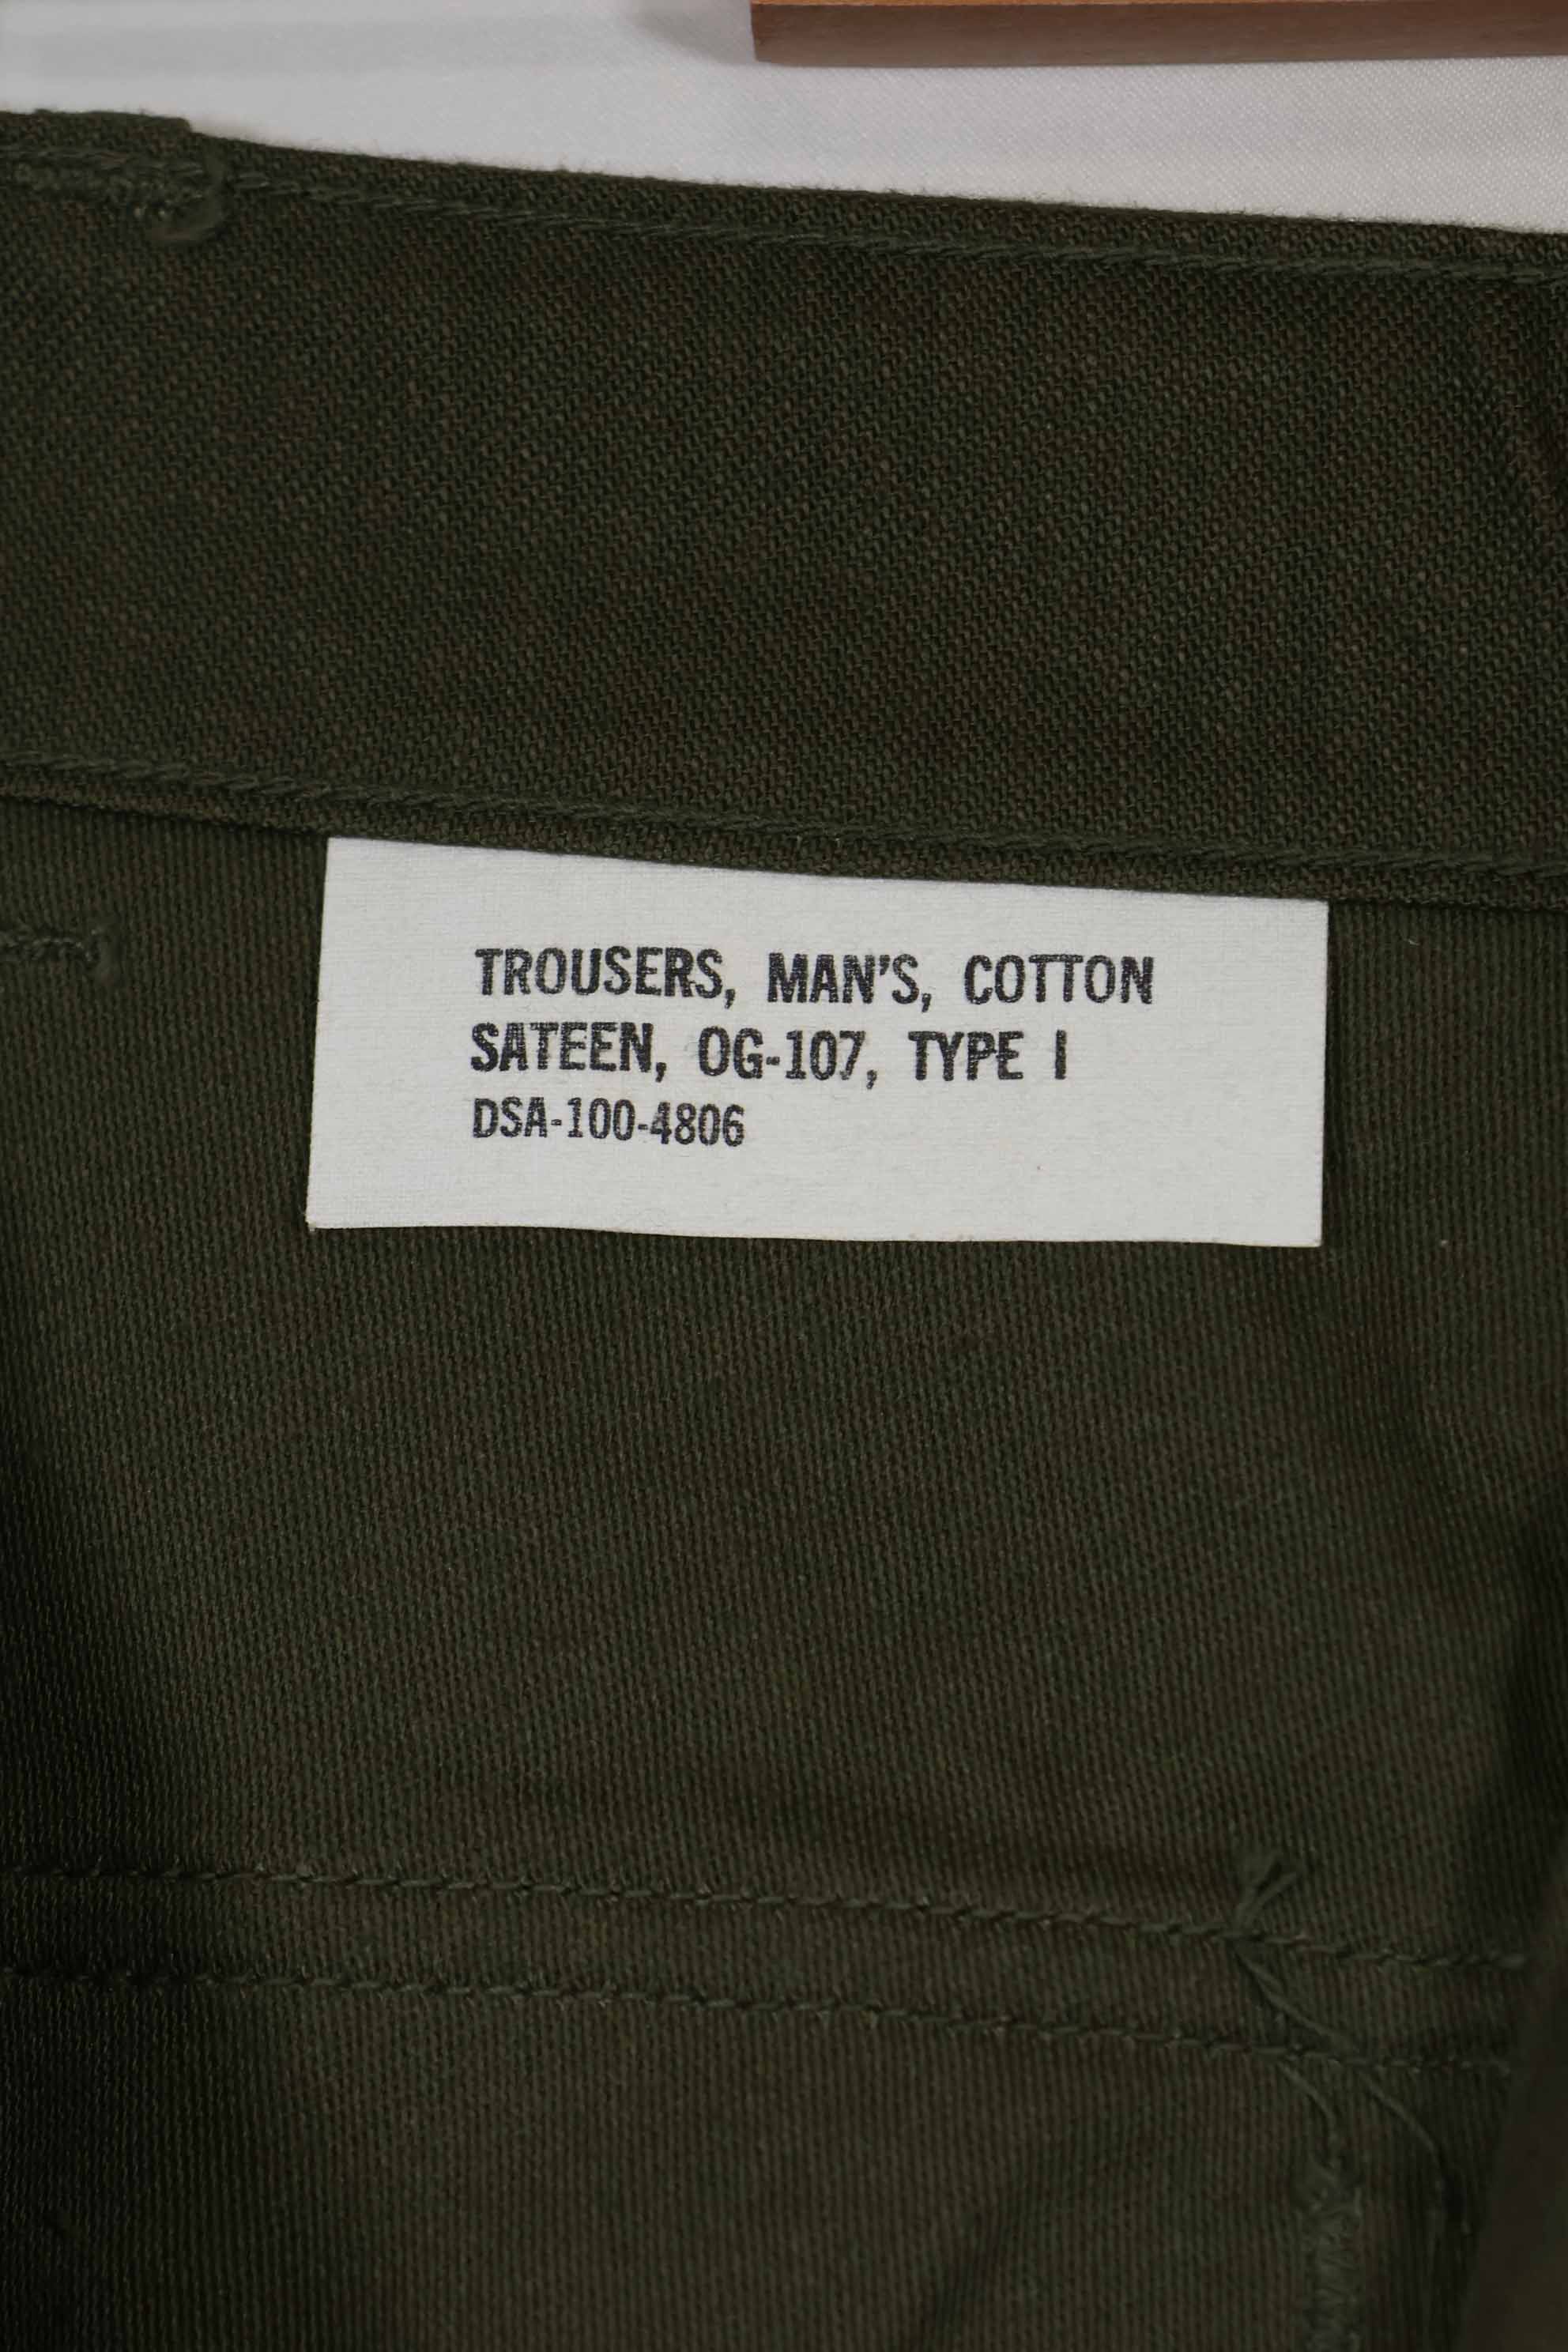 TROUSERS, MAN'S, COTTON
SATEEN, OG-107, TYPE I
DSA-100-4806